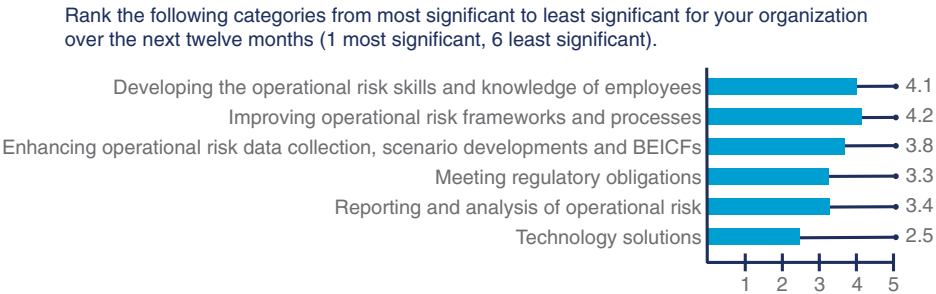 Rank the following categories from most significant to least significant for your organization
over the next twelve months (1 most significant, 6 least significant).
Developing the operational risk skills and knowledge of employees 4.1
Improving operational risk frameworks and processes 4.2
Enhancing operational risk data collection, scenario developments and BEICFs 3.8
Meeting regulatory obligations 3.3
Reporting and analysis of operational risk 3.4
Technology solutions 2.5
1 2 3 4 5